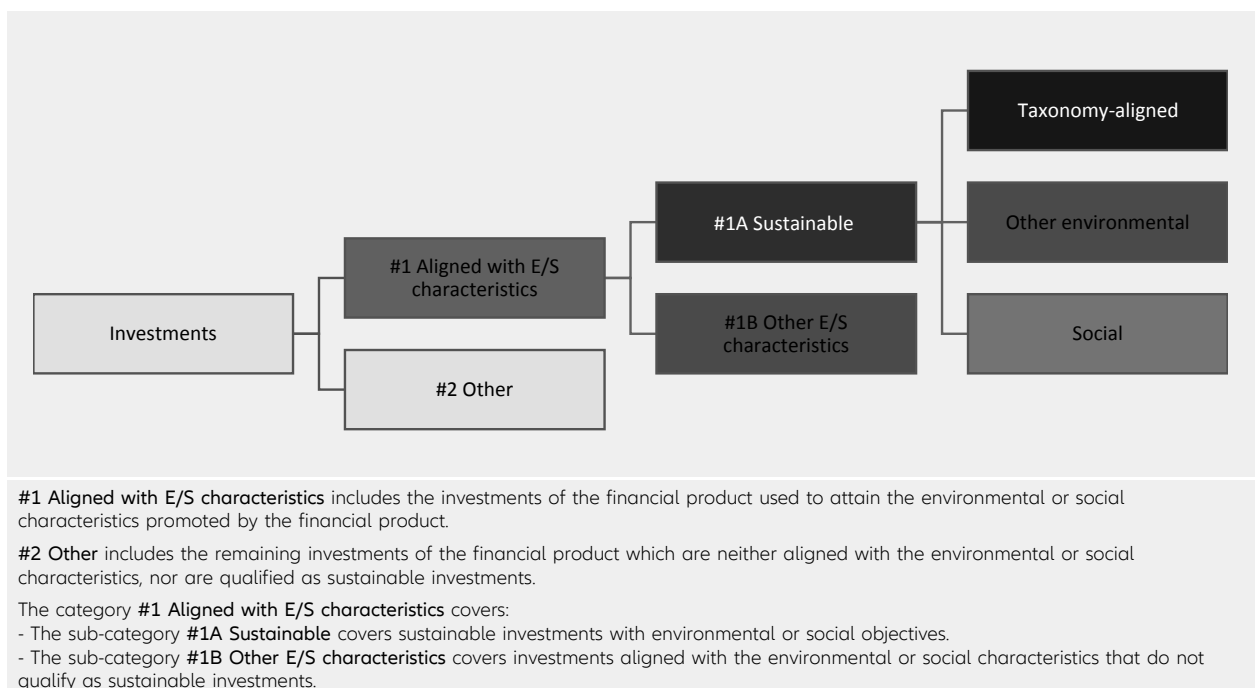 Taxonomy-aligned
#1A Sustainable
Other environmental
#1 Aligned with E/S
characteristics
Investments
#1B Other E/S
characteristics
Social
#2 Other
#1 Aligned with E/S characteristics includes the investments of the financial product used to attain the environmental or social
characteristics promoted by the financial product.
#2 Other includes the remaining investments of the financial product which are neither aligned with the environmental or social
characteristics, nor are qualified as sustainable investments.
The category #1 Aligned with E/S characteristics covers:
- The sub-category #1A Sustainable covers sustainable investments with environmental or social objectives.
- The sub-category #1B Other E/S characteristics covers investments aligned with the environmental or social characteristics that do not
qualify as sustainable investments.